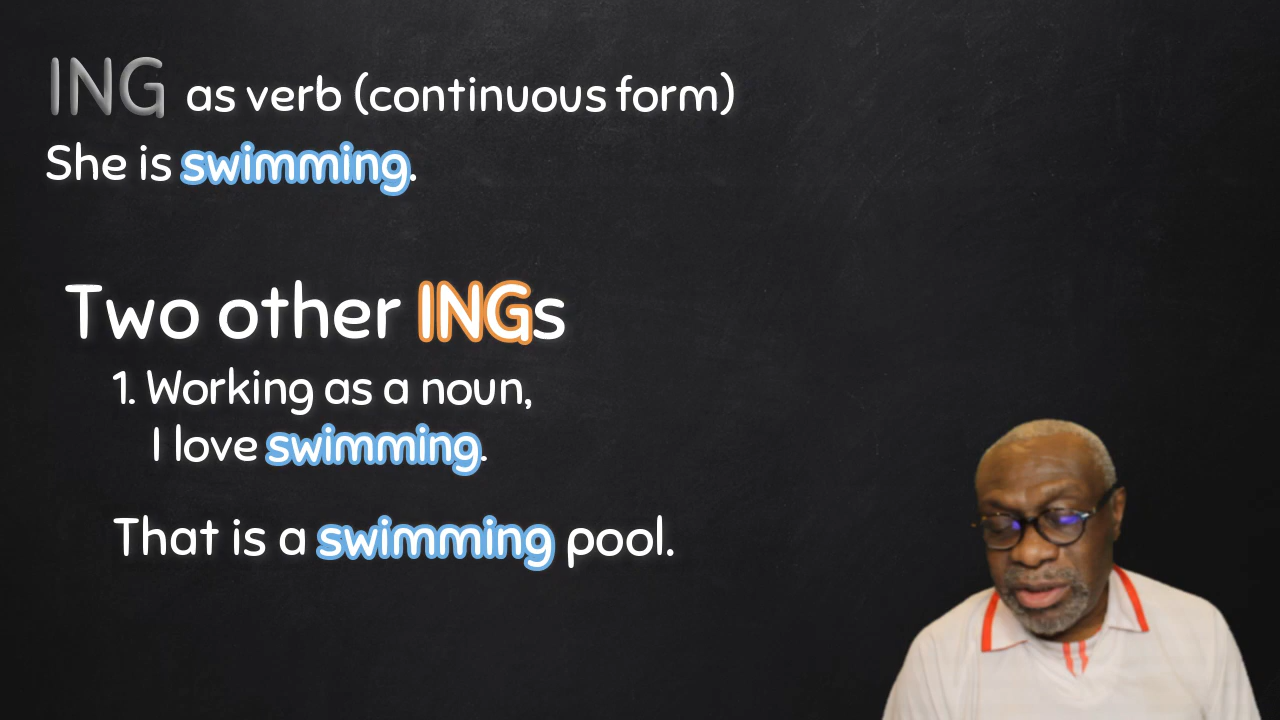 ING as verb (continuous form)
She is swimming.
Two other INGs
1. Working as a noun,
I love swimming.
That is a swimming pool.